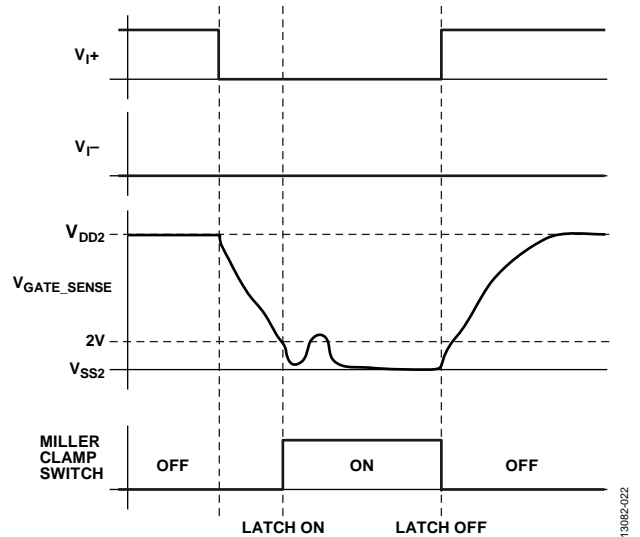 VI+
VI–
VDD2
VGATE_SENSE
2V
VSS2
MILLER
CLAMP
SWITCH
OFF
ON
OFF
LATCH ON
LATCH OFF
13082-022